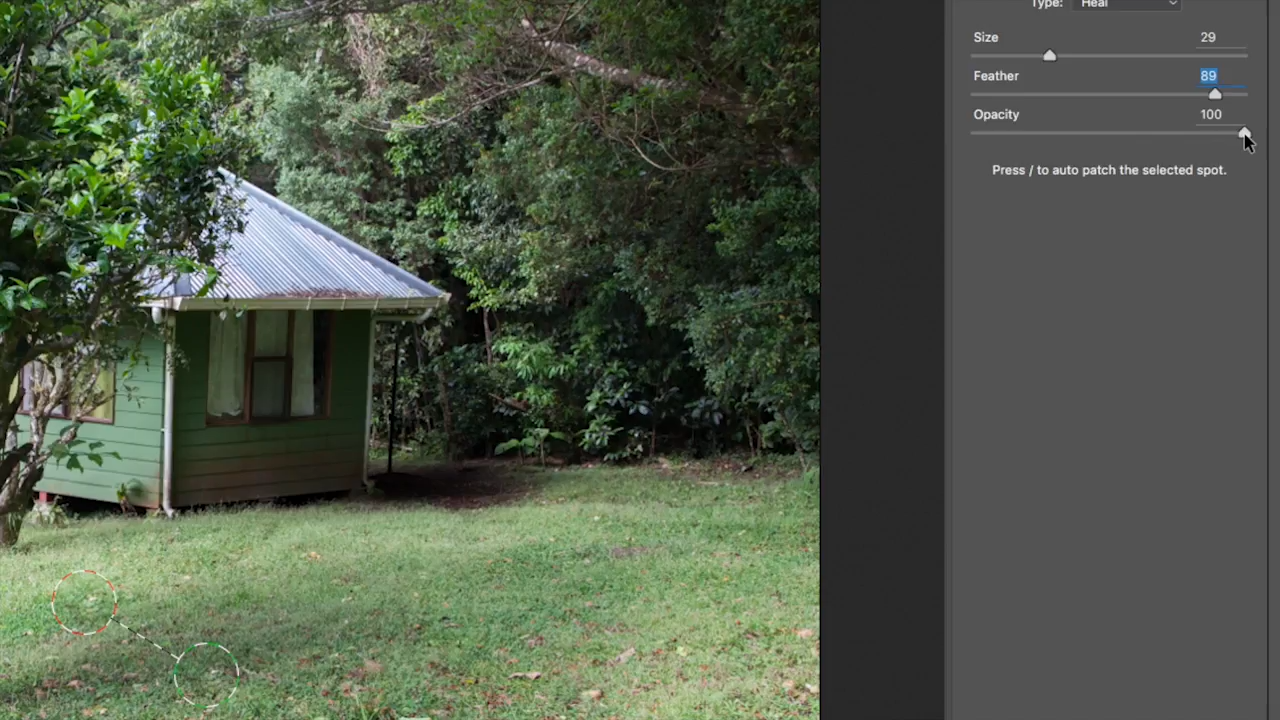 Type: Heal
Size 29
Feather 89
Opacity 100
Press / to auto patch the selected spot.